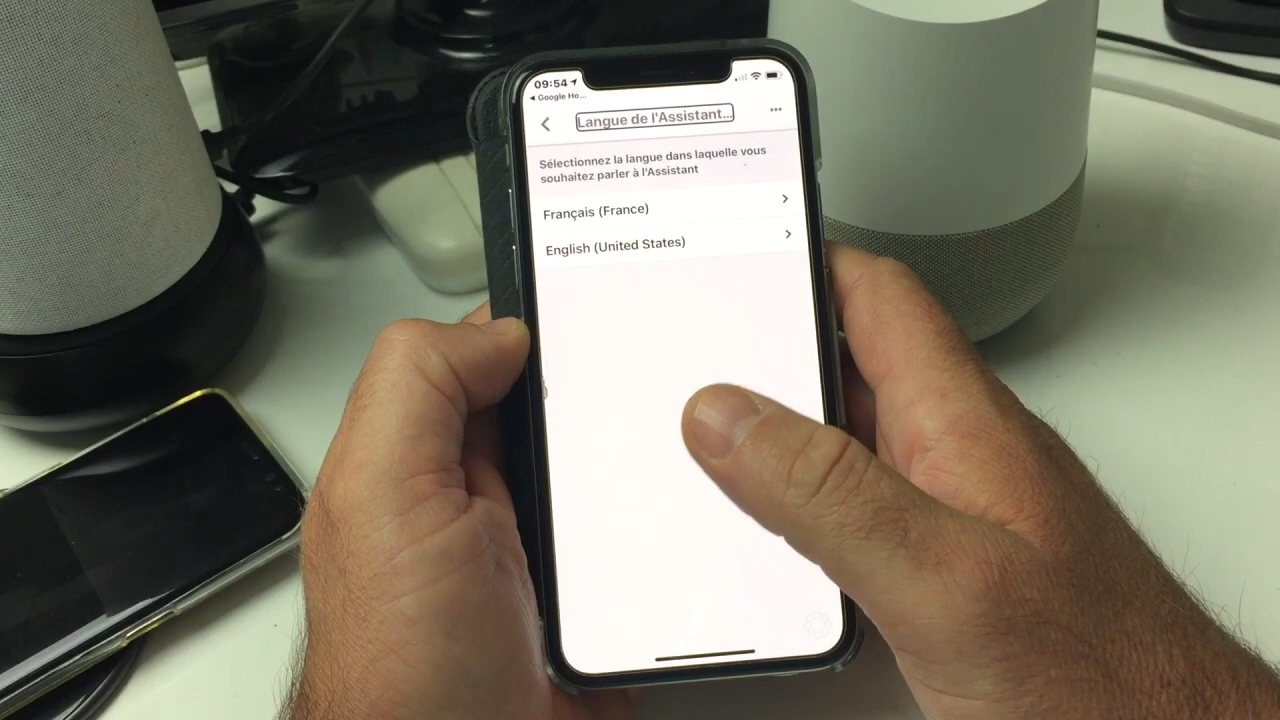 09:54
Google Ho...
Langue de l'Assistant...
Sélectionnez la langue dans laquelle vous
souhaitez parler à l'Assistant
Français (France)
English (United States)